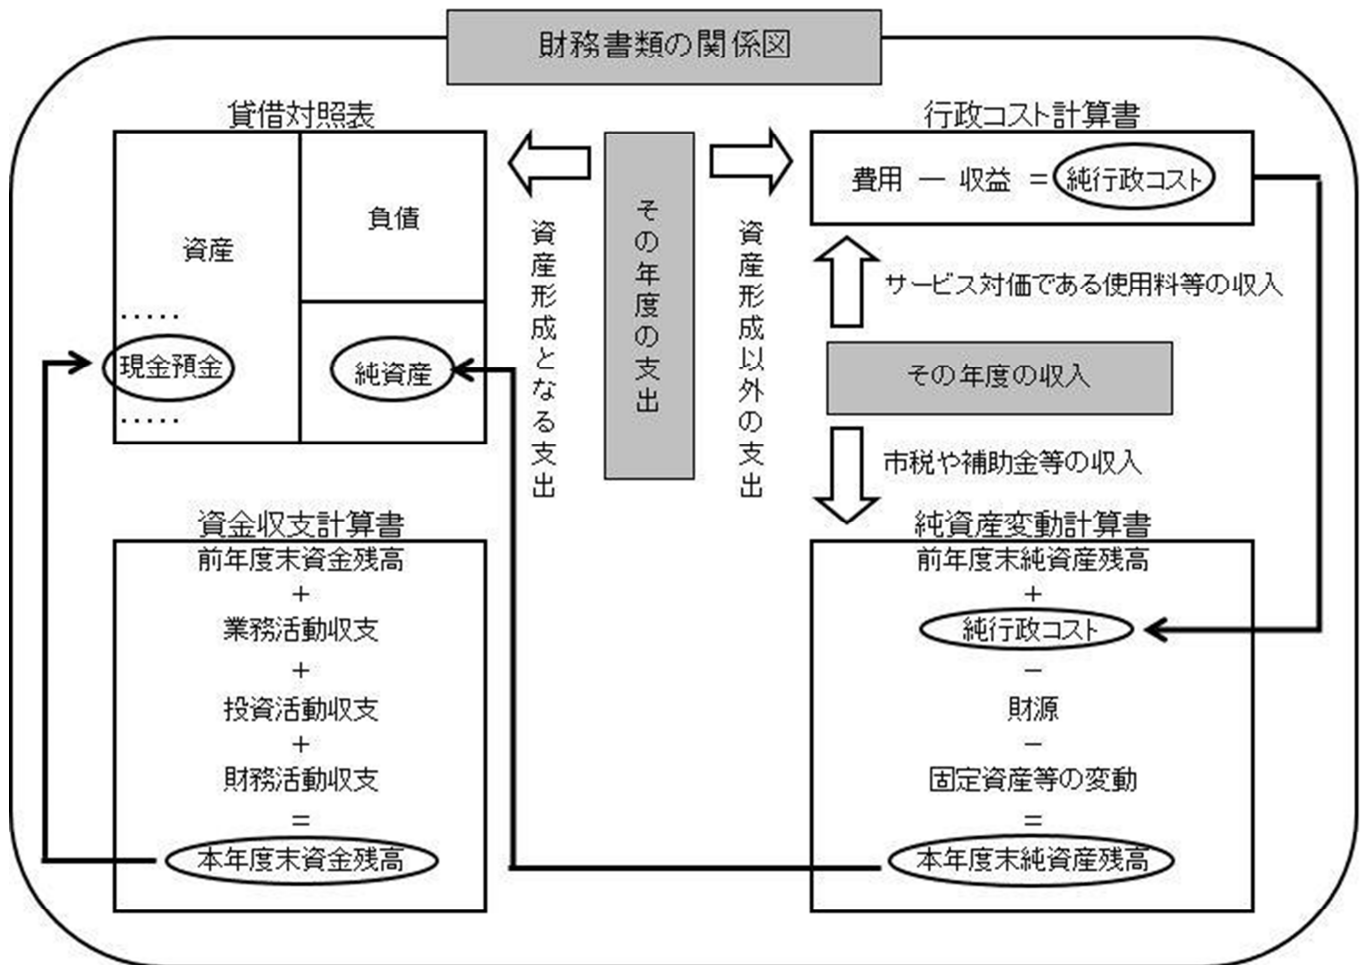 財務書類の関係図
貸借対照表
資産
負債
‥‥‥
現金預金
‥‥‥
純資産
資産形成となる支出
その年度の支出
資産形成以外の支出
行政コスト計算書
費用 ― 収益 = 純行政コスト
サービス対価である使用料等の収入
その年度の収入
市税や補助金等の収入
資金収支計算書
前年度末資金残高
+
業務活動収支
+
投資活動収支
+
財務活動収支
=
本年度末資金残高
純資産変動計算書
前年度末純資産残高
+
純行政コスト
−
財源
−
固定資産等の変動
=
本年度末純資産残高